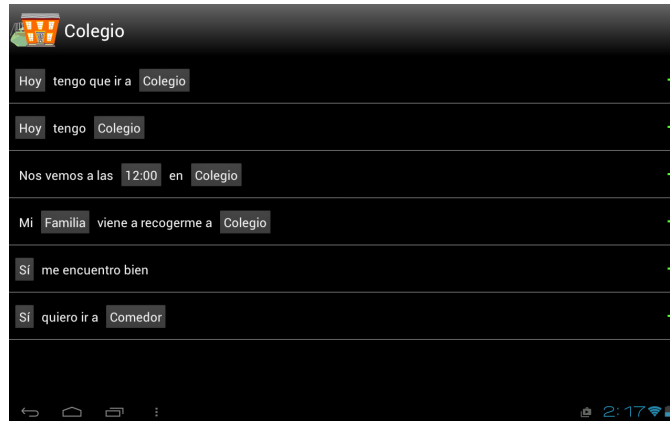 Colegio
Hoy tengo que ir a Colegio
Hoy tengo Colegio
Nos vemos a las 12:00 en Colegio
Mi Familia viene a recogerme a Colegio
Sí me encuentro bien
Sí quiero ir a Comedor
2:17